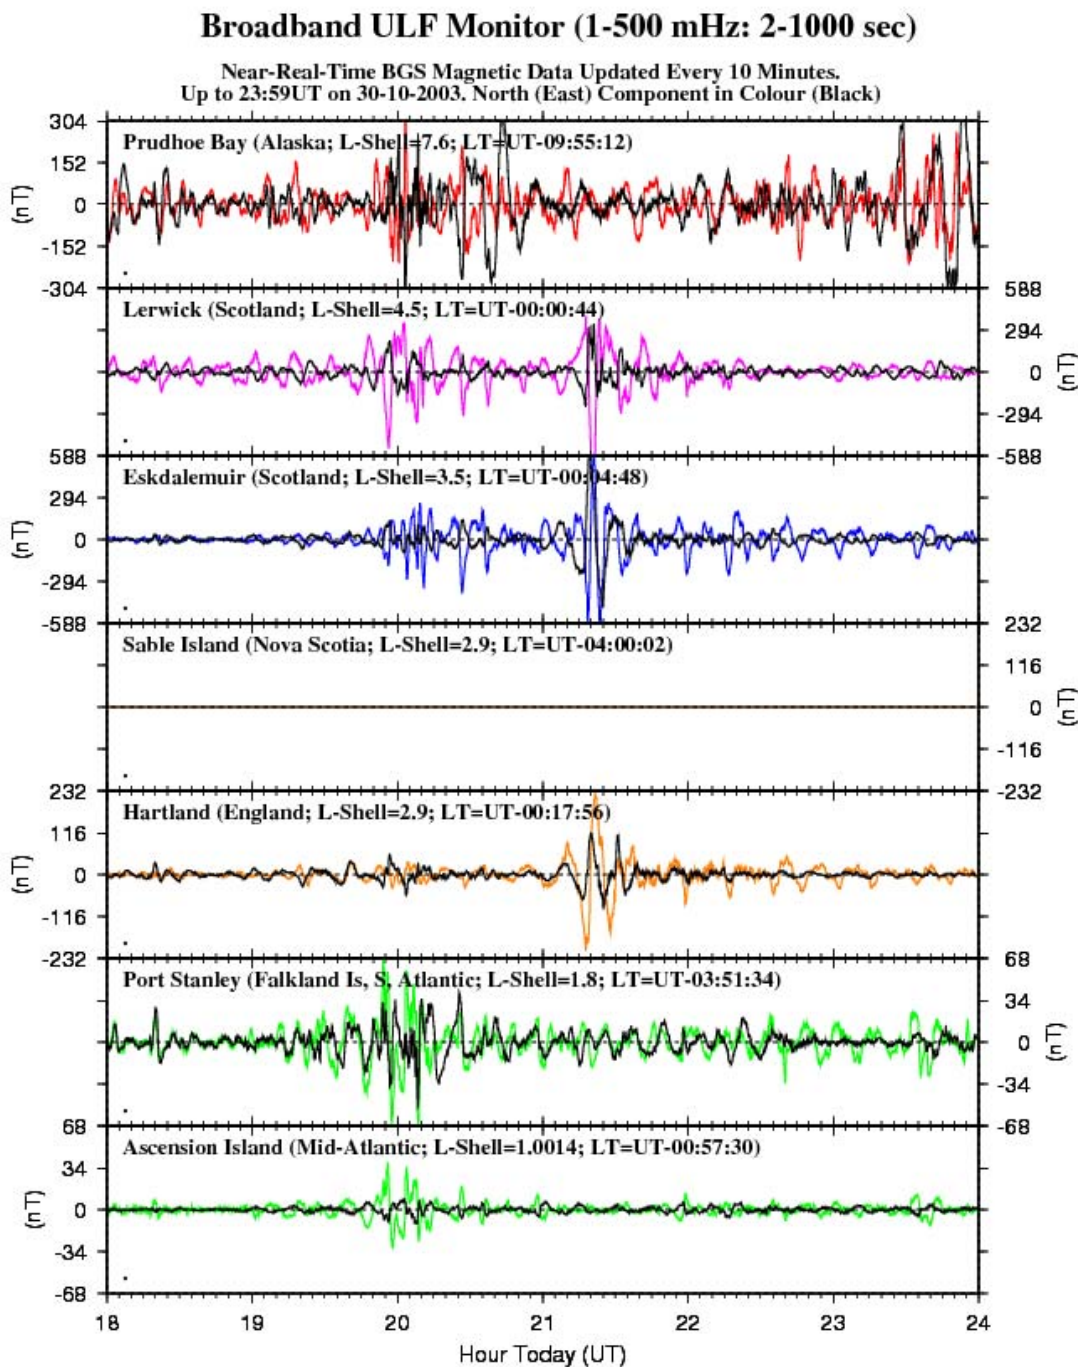 Broadband ULF Monitor (1-500 mHz: 2-1000 sec)
Near-Real-Time BGS Magnetic Data Updated Every 10 Minutes.
Up to 23:59UT on 30-10-2003. North (East) Component in Colour (Black)
304
152
0
-152
-304
(nT)
Prudhoe Bay (Alaska; L-Shell=7.6; LT=UT-09:55:12)
Lerwick (Scotland; L-Shell=4.5; LT=UT-00:00:44)
588
294
0
-294
-588
(nT)
588
294
0
-294
-588
(nT)
Eskdalemuir (Scotland; L-Shell=3.5; LT=UT-00:04:48)
Sable Island (Nova Scotia; L-Shell=2.9; LT=UT-04:00:02)
232
116
0
-116
-232
(nT)
232
116
0
-116
-232
(nT)
Hartland (England; L-Shell=2.9; LT=UT-00:17:56)
Port Stanley (Falkland Is, S, Atlantic; L-Shell=1.8; LT=UT-03:51:34)
68
34
0
-34
-68
(nT)
68
34
0
-34
-68
(nT)
Ascension Island (Mid-Atlantic; L-Shell=1.0014; LT=UT-00:57:30)
18 19 20 21 22 23 24
Hour Today (UT)